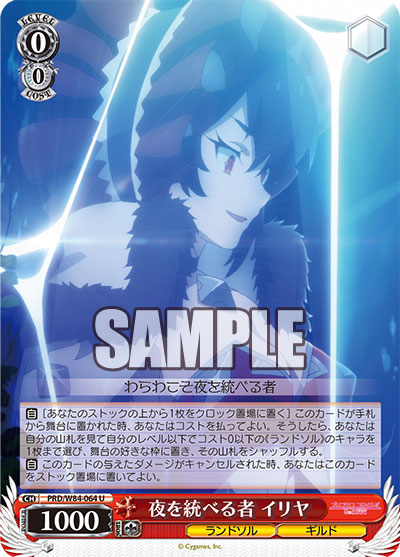 LEVEL
0
0
COST
SAMPLE
わらわこそ夜を統べる者
自 [あなたのストックの上から1枚をクロック置場に置く] このカードが手札
から舞台に置かれた時、あなたはコストを払ってよい。そうしたら、あなたは
自分の山札を見て自分のレベル以下でコスト0以下の《ランドソル》のキャラを
1枚まで選び、舞台の好きな枠に置き、その山札をシャッフルする。
自 このカードの与えたダメージがキャンセルされた時、あなたはこのカード
をストック置場に置いてよい。
CH PRD/W84-064 U
1000
夜を統べる者 イリヤ
ランドソル
ギルド
© Cygames, Inc.